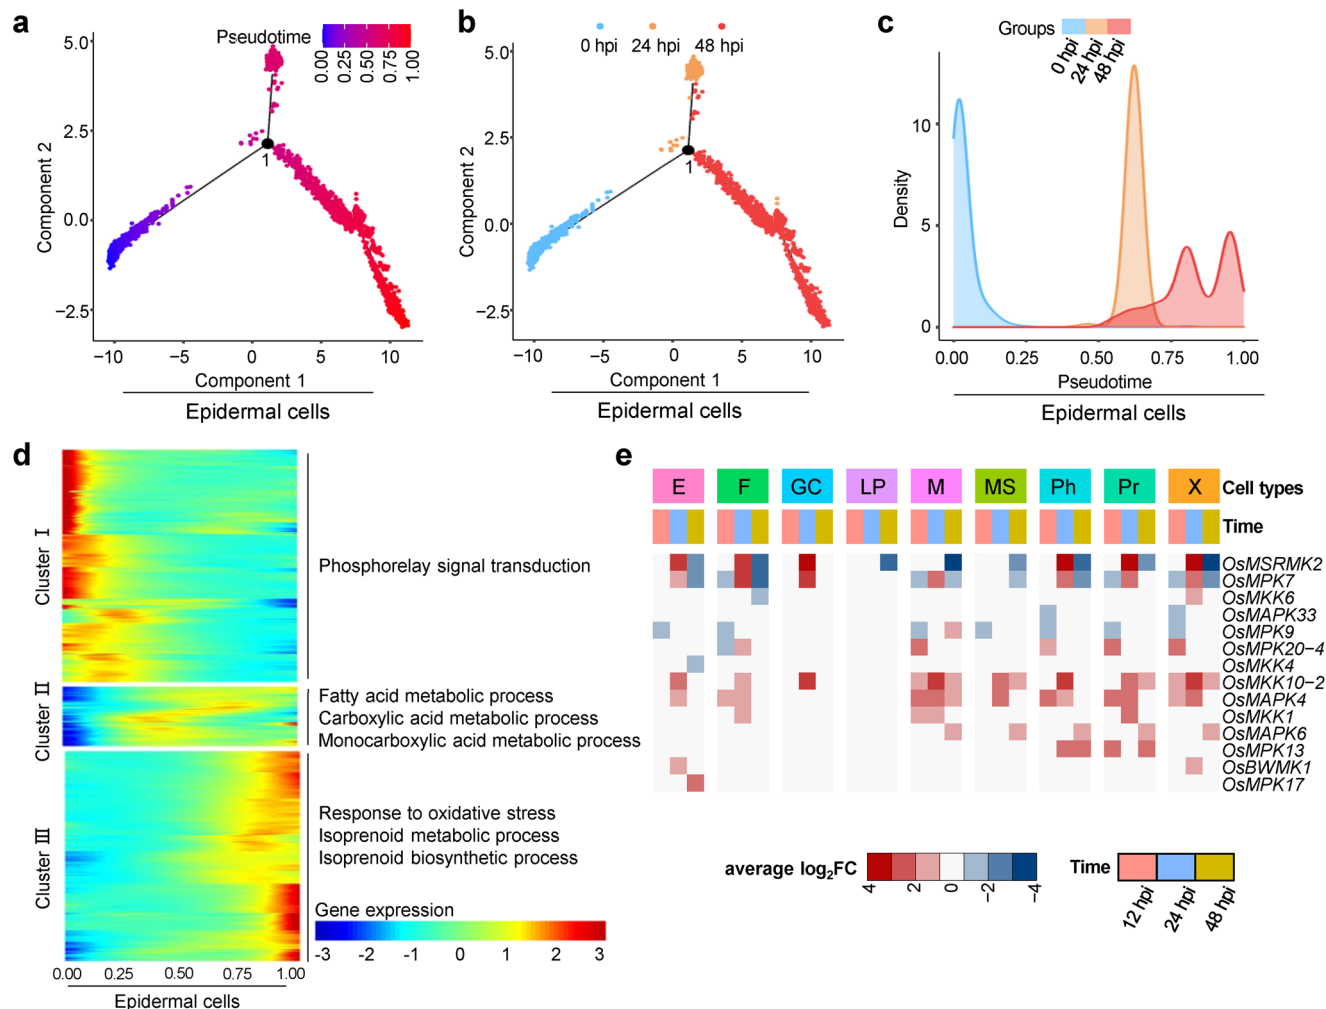 a
Pseudotime
0.00
0.25
0.50
0.75
1.00
5.0
2.5
0.0
−2.5
Component 2
1
−10
−5
0
5
10
Component 1
Epidermal cells
b
0 hpi
24 hpi
48 hpi
5.0
2.5
0.0
−2.5
Component 2
1
−10
−5
0
5
10
Component 1
Epidermal cells
c
Groups
0 hpi
24 hpi
48 hpi
10
5
0
Density
0.00
0.25
0.50
0.75
1.00
Pseudotime
Epidermal cells
d
Cluster I
Phosphorelay signal transduction
Cluster II
Fatty acid metabolic process
Carboxylic acid metabolic process
Monocarboxylic acid metabolic process
Cluster III
Response to oxidative stress
Isoprenoid metabolic process
Isoprenoid biosynthetic process
Gene expression
-3 -2 -1 0 1 2 3
0.00 0.25 0.50 0.75 1.00
Epidermal cells
e
E F GC LP M MS Ph Pr X Cell types
Time
OsMSRMK2
OsMPK7
OsMKK6
OsMAPK33
OsMPK9
OsMPK20−4
OsMKK4
OsMKK10−2
OsMAPK4
OsMKK1
OsMAPK6
OsMPK13
OsBWMK1
OsMPK17
average log₂FC
4
2
0
−2
−4
Time
12 hpi
24 hpi
48 hpi